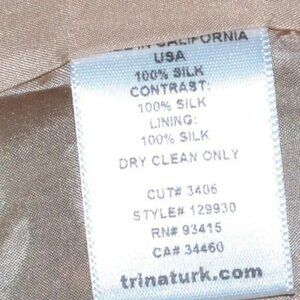 IN CALIFORNIA
USA
100% SILK
CONTRAST:
100% SILK
LINING:
100% SILK
DRY CLEAN ONLY
CUT# 3406
STYLE# 129930
RN# 93415
CA# 34460
trinaturk.com